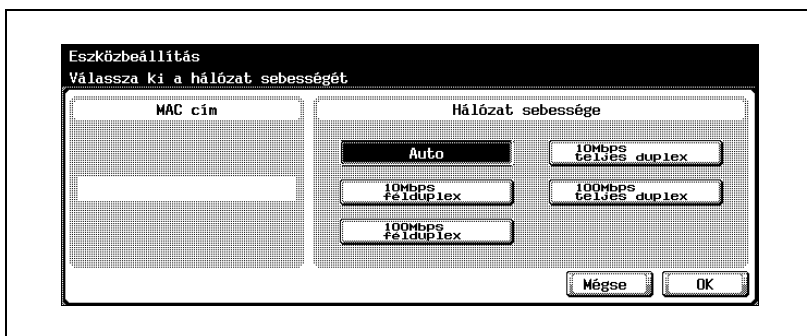 Eszközbeállítás
Válassza ki a hálózat sebességét
MAC cím
Hálózat sebessége
Auto
10Mbps
teljes duplex
10Mbps
félduplex
100Mbps
teljes duplex
100Mbps
félduplex
Mégse
OK